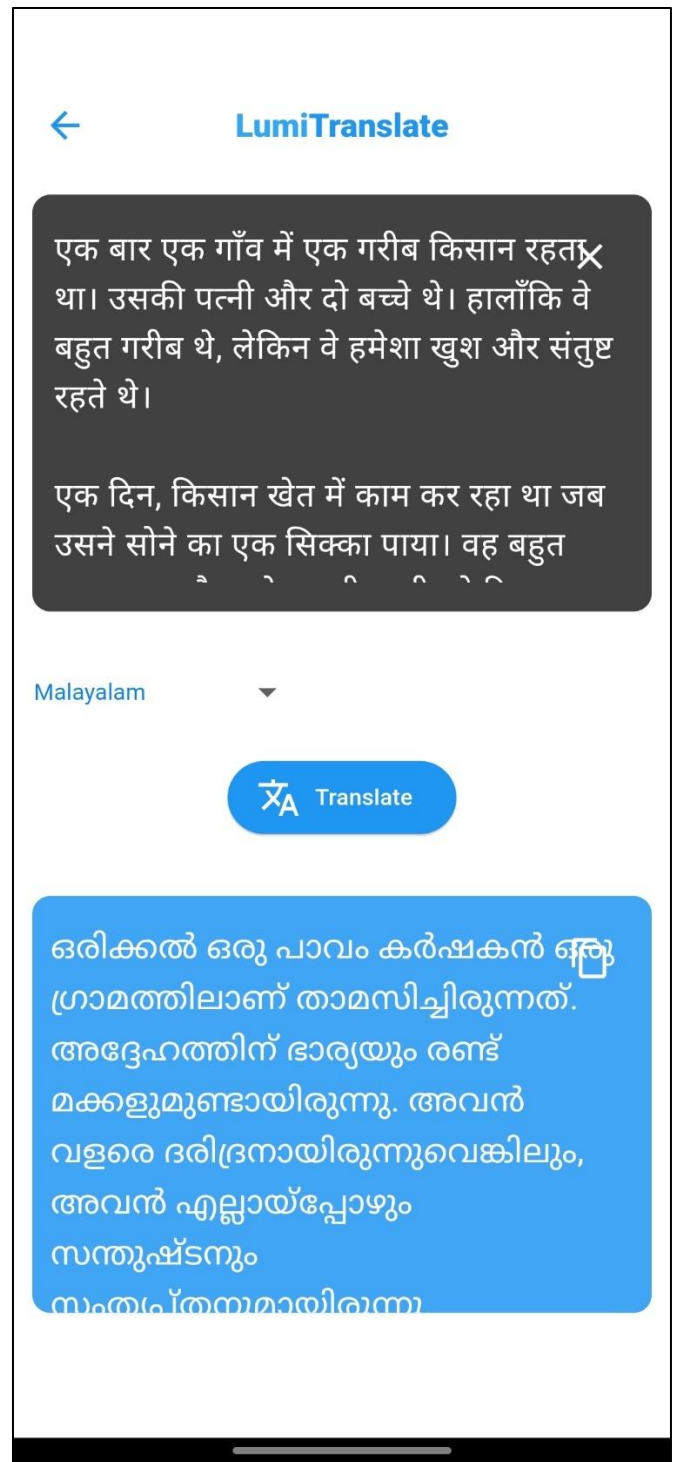 LumiTranslate
एक बार एक गाँव में एक गरीब किसान रहता
था। उसकी पत्नी और दो बच्चे थे। हालाँकि वे
बहुत गरीब थे, लेकिन वे हमेशा खुश और संतुष्ट
रहते थे।
एक दिन, किसान खेत में काम कर रहा था जब
उसने सोने का एक सिक्का पाया। वह बहुत
Malayalam
Translate
ഒരിക്കൽ ഒരു പാവം കർഷകൻ ഒരു
ഗ്രാമത്തിലാണ് താമസിച്ചിരുന്നത്.
അദ്ദേഹത്തിന് ഭാര്യയും രണ്ട്
മക്കളുമുണ്ടായിരുന്നു. അവൻ
വളരെ ദരിദ്രനായിരുന്നുവെങ്കിലും,
അവൻ എല്ലായ്പ്പോഴും
സന്തുഷ്ടനും
സംതൃപ്തനുമായിരുന്നു